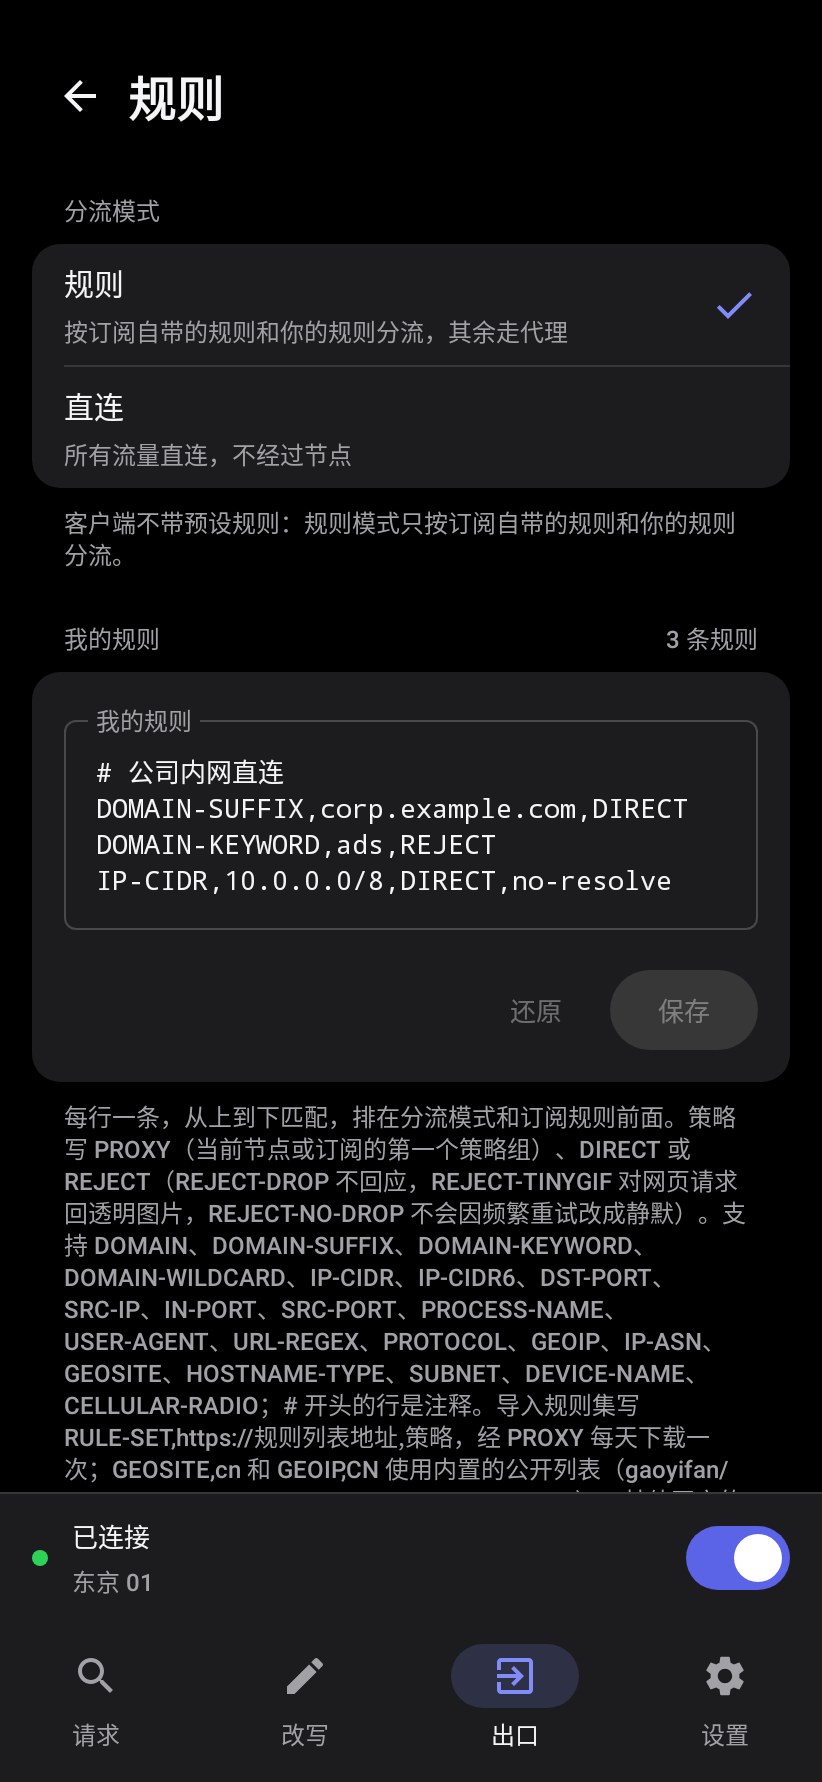 规则
分流模式
规则
按订阅自带的规则和你的规则分流，其余走代理
直连
所有流量直连，不经过节点
客户端不带预设规则：规则模式只按订阅自带的规则和你的规则
分流。
我的规则 3 条规则
我的规则
# 公司内网直连
DOMAIN-SUFFIX,corp.example.com,DIRECT
DOMAIN-KEYWORD,ads,REJECT
IP-CIDR,10.0.0.0/8,DIRECT,no-resolve
还原 保存
每行一条，从上到下匹配，排在分流模式和订阅规则前面。策略
写 PROXY（当前节点或订阅的第一个策略组）、DIRECT 或
REJECT（REJECT-DROP 不回应，REJECT-TINYGIF 对网页请求
回透明图片，REJECT-NO-DROP 不会因频繁重试改成静默）。支
持 DOMAIN、DOMAIN-SUFFIX、DOMAIN-KEYWORD、
DOMAIN-WILDCARD、IP-CIDR、IP-CIDR6、DST-PORT、
SRC-IP、IN-PORT、SRC-PORT、PROCESS-NAME、
USER-AGENT、URL-REGEX、PROTOCOL、GEOIP、IP-ASN、
GEOSITE、HOSTNAME-TYPE、SUBNET、DEVICE-NAME、
CELLULAR-RADIO；# 开头的行是注释。导入规则集写
RULE-SET,https://规则列表地址,策略，经 PROXY 每天下载一
次；GEOSITE,cn 和 GEOIP,CN 使用内置的公开列表（gaoyifan/
已连接
东京 01
请求 改写 出口 设置